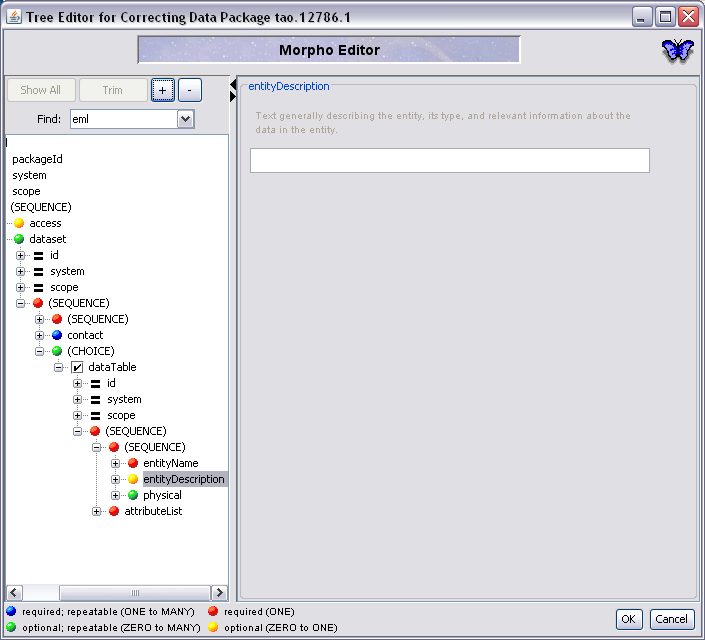 Tree Editor for Correcting Data Package tao.12786.1
Morpho Editor
Show All Trim + -
Find: eml
packageId
system
scope
(SEQUENCE)
access
dataset
id
system
scope
(SEQUENCE)
(SEQUENCE)
contact
(CHOICE)
dataTable
id
system
scope
(SEQUENCE)
(SEQUENCE)
entityName
entityDescription
physical
attributeList
entityDescription
Text generally describing the entity, its type, and relevant information about the
data in the entity.
required; repeatable (ONE to MANY) required (ONE)
optional; repeatable (ZERO to MANY) optional (ZERO to ONE)
OK Cancel